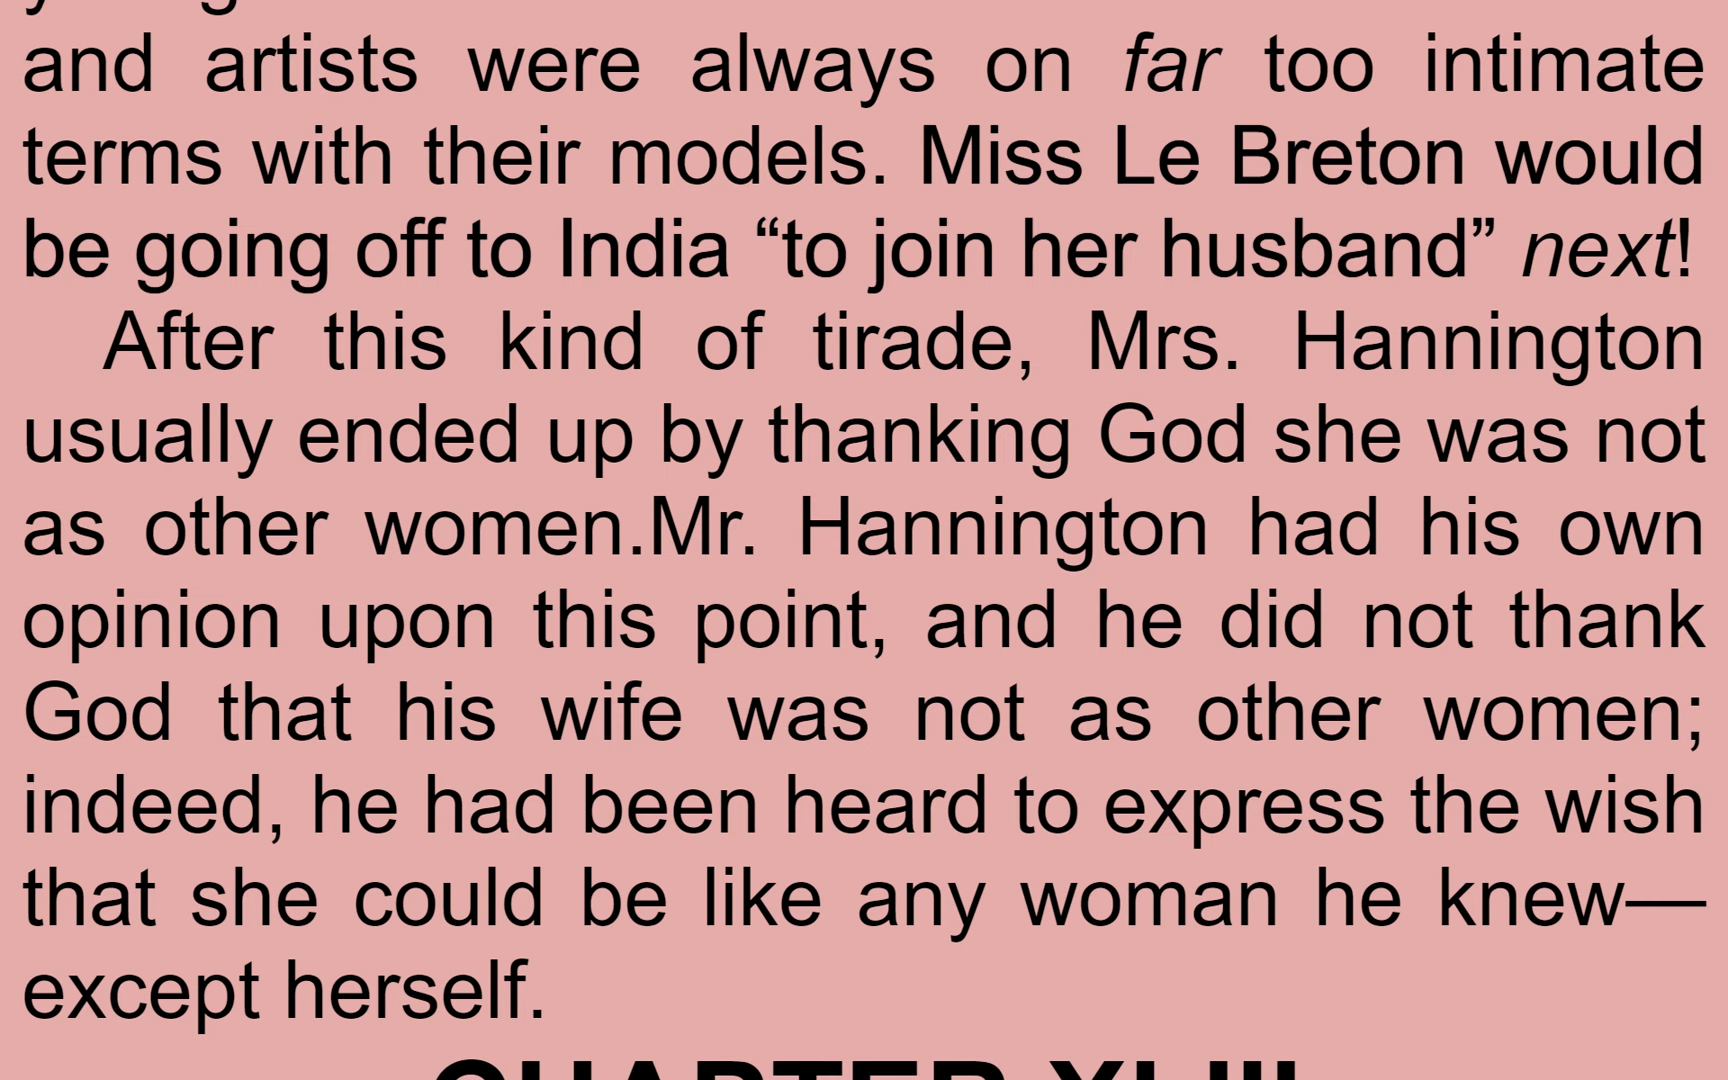 and artists were always on far too intimate
terms with their models. Miss Le Breton would
be going off to India “to join her husband” next!
After this kind of tirade, Mrs. Hannington
usually ended up by thanking God she was not
as other women.Mr. Hannington had his own
opinion upon this point, and he did not thank
God that his wife was not as other women;
indeed, he had been heard to express the wish
that she could be like any woman he knew—
except herself.
CHAPTER XLIII